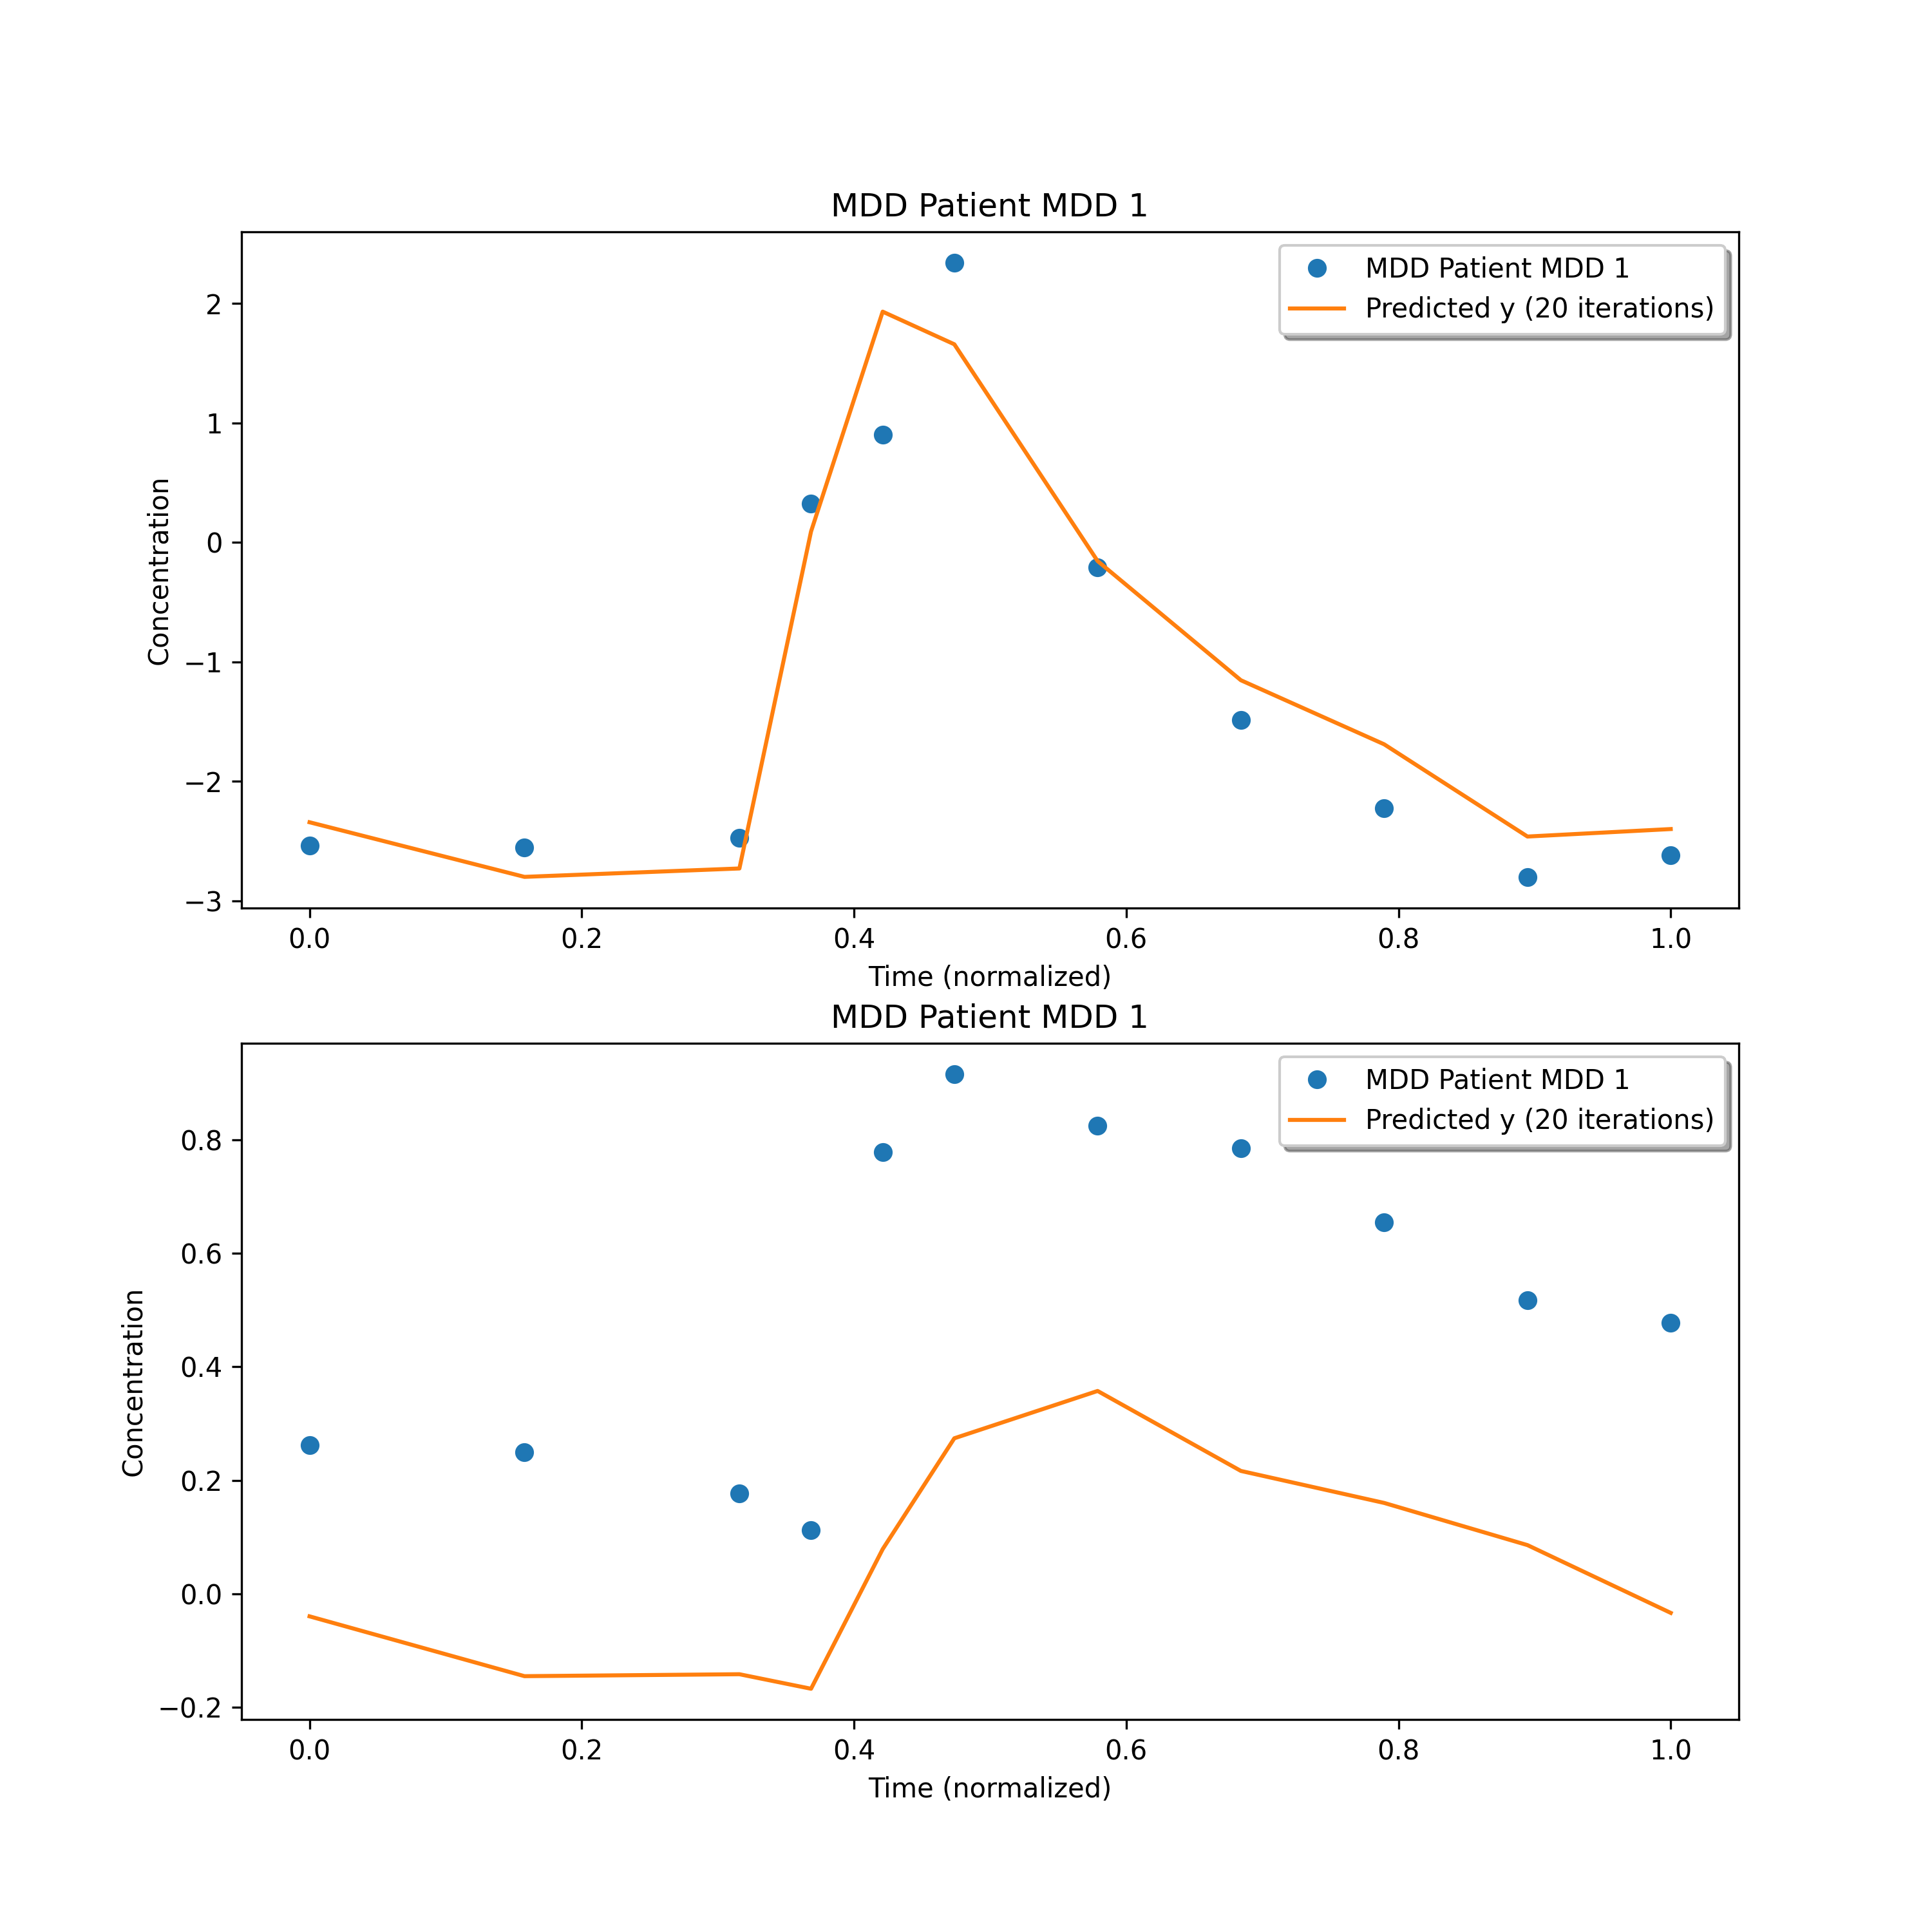 MDD Patient MDD 1
MDD Patient MDD 1
Predicted y (20 iterations)
Concentration
2
1
0
−1
−2
−3
0.0 0.2 0.4 0.6 0.8 1.0
Time (normalized)
MDD Patient MDD 1
MDD Patient MDD 1
Predicted y (20 iterations)
Concentration
0.8
0.6
0.4
0.2
0.0
−0.2
0.0 0.2 0.4 0.6 0.8 1.0
Time (normalized)